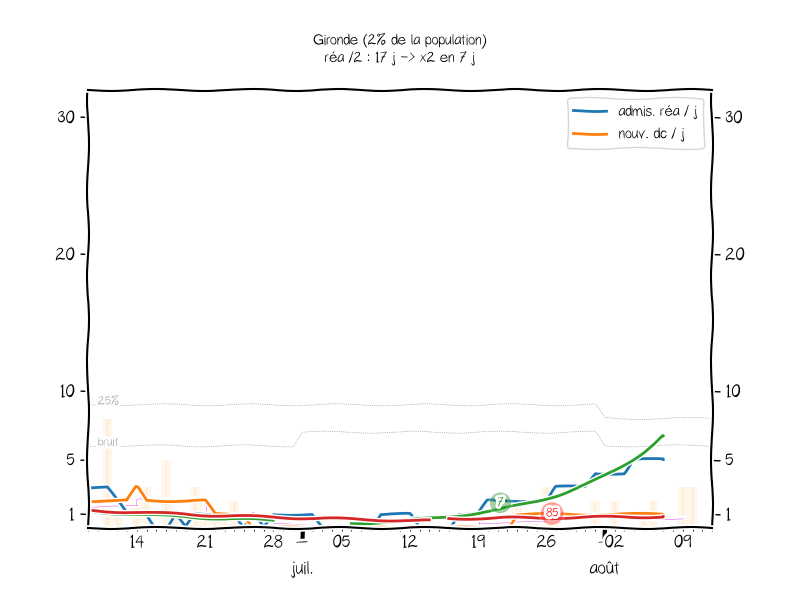 Gironde (2% de la population)
réa /2 : 17 j -> x2 en 7 j
admis. réa / j
nouv. dc / j
30
30
20
20
10
10
25%
bruit
5
5
1
1
7
85
14 21 28 05 12 19 26 02 09
juil. août